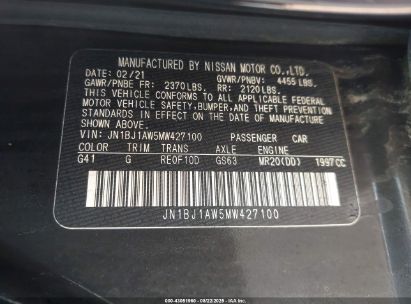 MANUFACTURED BY NISSAN MOTOR CO.,LTD.
DATE: 02/21 GVWR/PNBV: 4455 LBS.
GAWR/PNBE FR: 2370LBS. RR: 2120LBS.
THIS VEHICLE CONFORMS TO ALL APPLICABLE FEDERAL
MOTOR VEHICLE SAFETY, BUMPER, AND THEFT PREVENTION
STANDARDS IN EFFECT ON THE DATE OF MANUFACTURE
SHOWN ABOVE.
VIN: JN1BJ1AW5MW427100 PASSENGER CAR
COLOR TRIM TRANS AXLE ENGINE
G41 G RE0F10D GS63 MR20(DD) 1997CC
JN1BJ1AW5MW427100